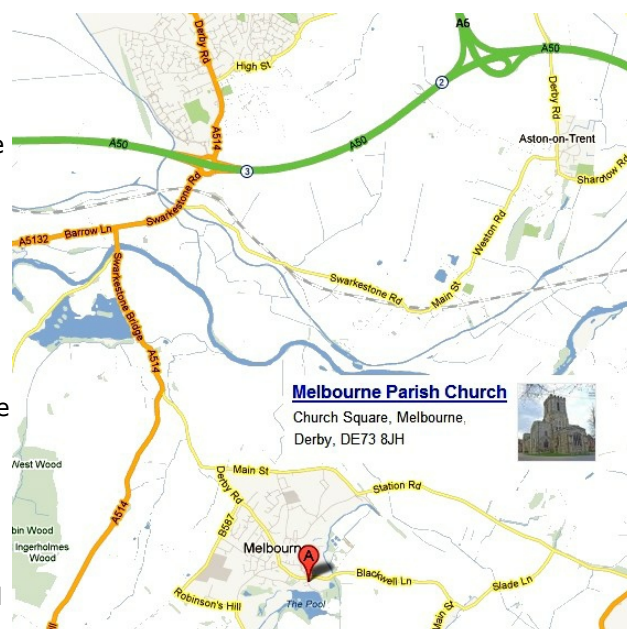 A6
Derby Rd
A50
High St
2
Derby Rd
A514
Aston-on-Trent
e
A50
A50
3
Shardlow Rd
Swarkestone Rd
Weston Rd
Barrow Ln
A5132
Swarkestone Bridge
Swarkestone Rd
Main St
A514
Melbourne Parish Church
Church Square, Melbourne,
Derby, DE73 8JH
e
West Wood
Main St
Derby Rd
Station Rd
A514
B587
bin Wood
Ingerholmes
Wood
Melbourne
A
Blackwell Ln
Slade Ln
Robinson's Hill
The Pool
Main St